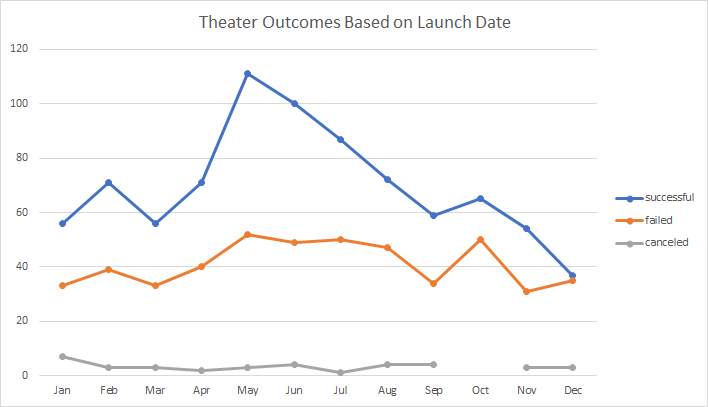 Theater Outcomes Based on Launch Date
120
100
80
60
40
20
0
Jan Feb Mar Apr May Jun Jul Aug Sep Oct Nov Dec
successful
failed
canceled